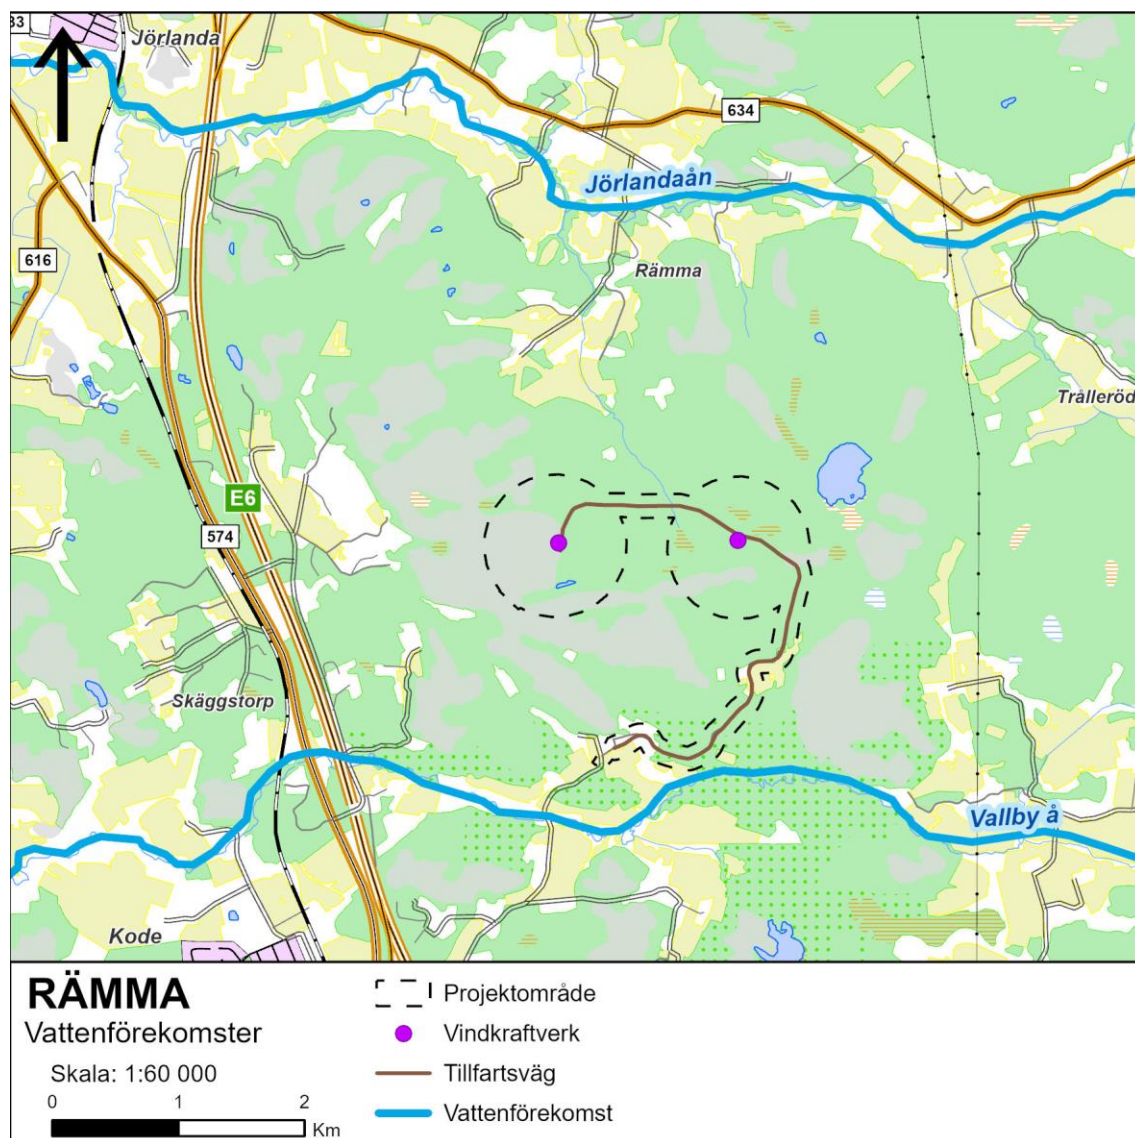 33
Jörlanda
634
Jörlandaån
616
Rämma
Trålleröd
E6
574
Skäggstorp
Vallby å
Kode
RÄMMA
Vattenförekomster
Skala: 1:60 000
0 1 2
Km
Projektområde
Vindkraftverk
Tillfartsväg
Vattenförekomst